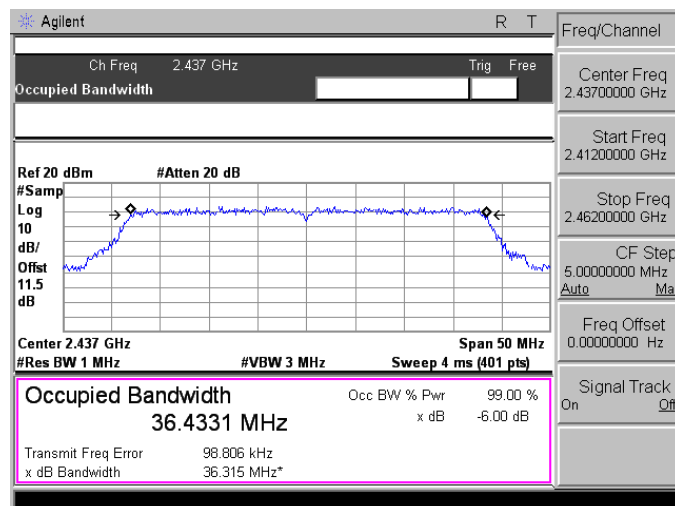 Agilent R T
Ch Freq 2.437 GHz Trig Free
Occupied Bandwidth
Ref 20 dBm #Atten 20 dB
#Samp
Log
10
dB/
Offst
11.5
dB
Center 2.437 GHz Span 50 MHz
#Res BW 1 MHz #VBW 3 MHz Sweep 4 ms (401 pts)
Occupied Bandwidth
36.4331 MHz
Occ BW % Pwr 99.00 %
x dB -6.00 dB
Transmit Freq Error 98.806 kHz
x dB Bandwidth 36.315 MHz*
Freq/Channel
Center Freq
2.43700000 GHz
Start Freq
2.41200000 GHz
Stop Freq
2.46200000 GHz
CF Step
5.00000000 MHz
Auto Ma
Freq Offset
0.00000000 Hz
Signal Track
On Off